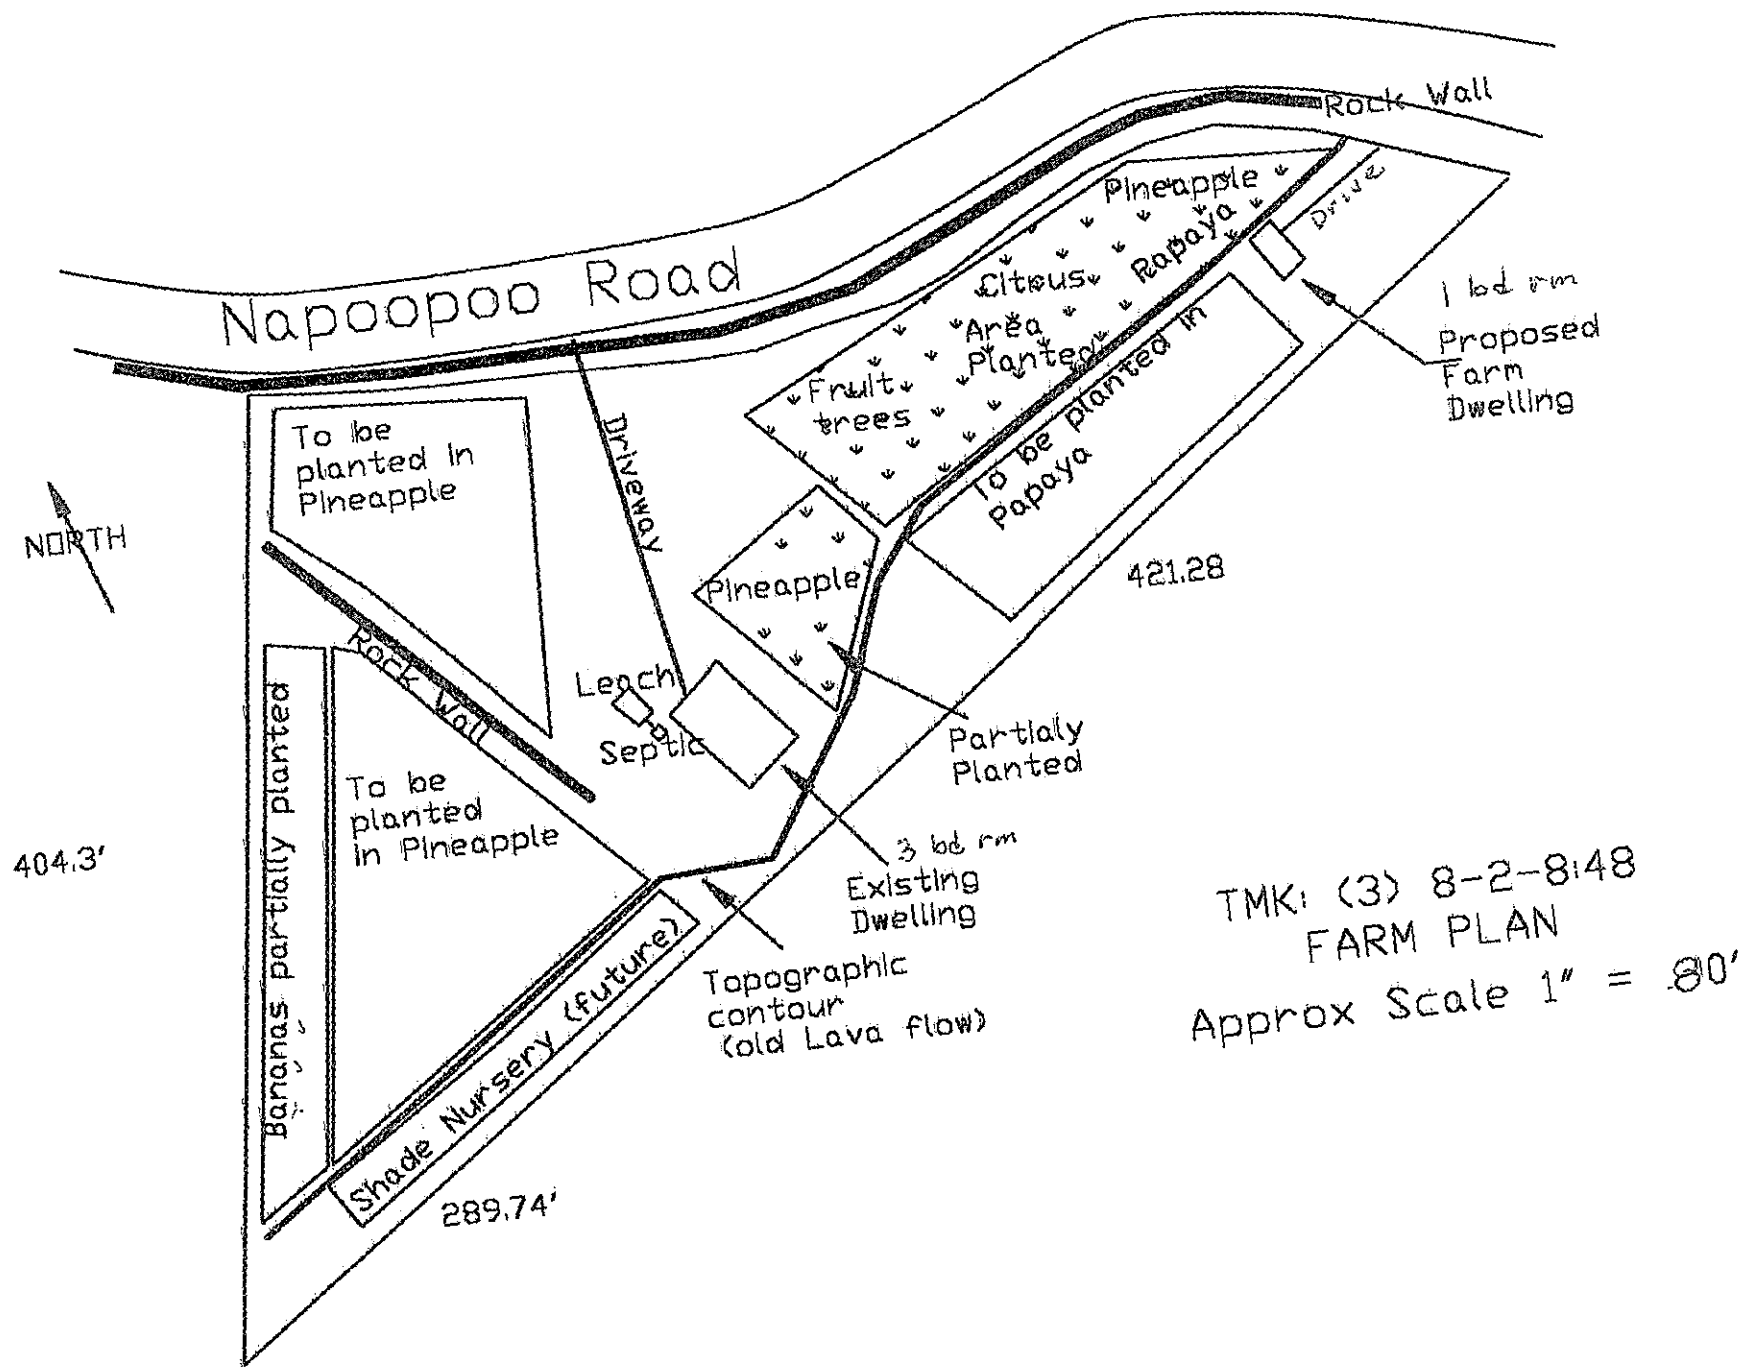 Rock Wall
Pineapple
Papaya
Drive
Napoopoo Road
Citrus
Area
Planted
Fruit
trees
1 bd rm
Proposed
Farm
Dwelling
To be planted in
Papaya
To be
planted in
Pineapple
Driveway
NORTH
Pineapple
421.28
Rock Wall
Leach
Septic
Partialy
Planted
Bananas partially planted
To be
planted
in Pineapple
404.3'
3 bd rm
Existing
Dwelling
TMK: (3) 8-2-8:48
FARM PLAN
Approx Scale 1" = 80'
Topographic
contour
(old Lava flow)
Shade Nursery (future)
289.74'